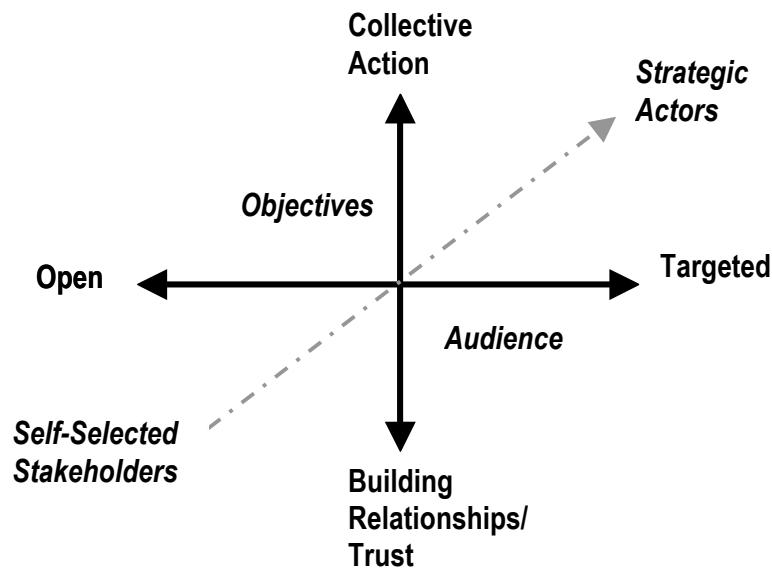 Collective
Action
Strategic
Actors
Objectives
Open
Targeted
Audience
Self-Selected
Stakeholders
Building
Relationships/
Trust